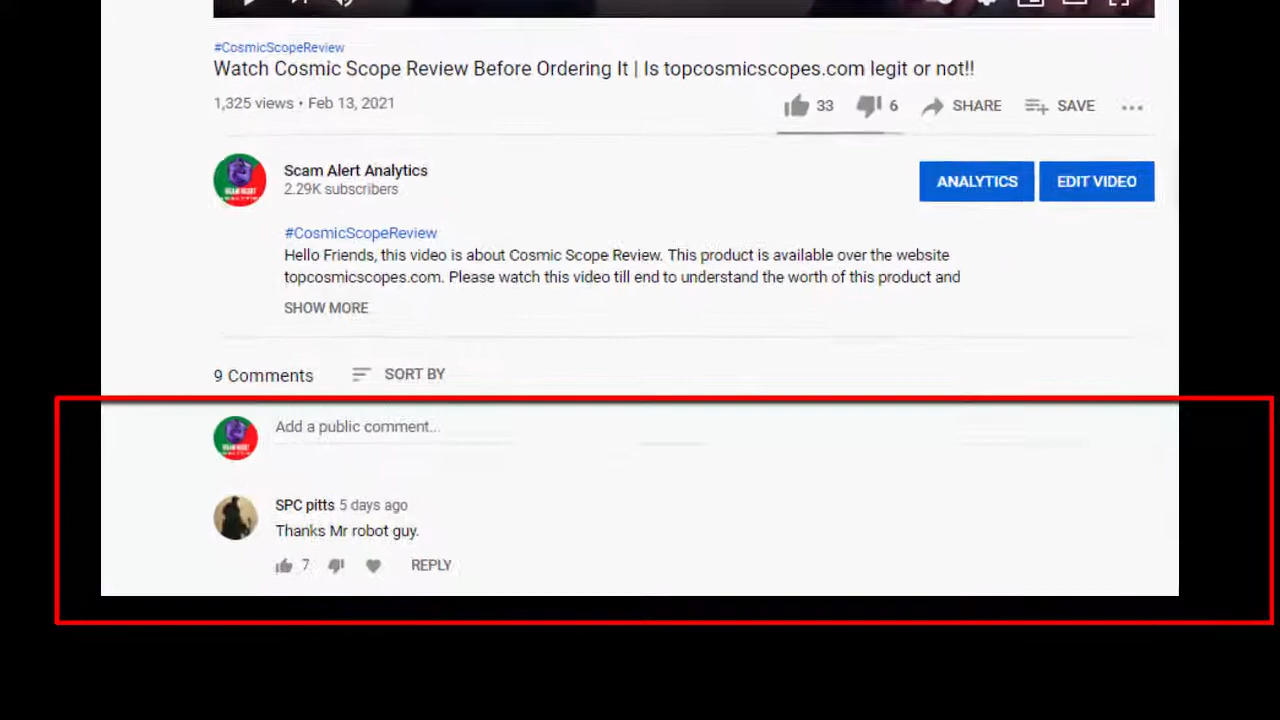 #CosmicScopeReview
Watch Cosmic Scope Review Before Ordering It | Is topcosmicscopes.com legit or not!!
1,325 views • Feb 13, 2021
33
6
SHARE
SAVE
Scam Alert Analytics
2.29K subscribers
ANALYTICS
EDIT VIDEO
#CosmicScopeReview
Hello Friends, this video is about Cosmic Scope Review. This product is available over the website
topcosmicscopes.com. Please watch this video till end to understand the worth of this product and
SHOW MORE
9 Comments
SORT BY
Add a public comment...
SPC pitts 5 days ago
Thanks Mr robot guy.
7
REPLY